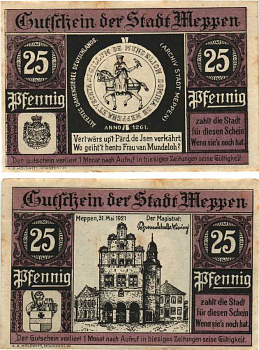 Gutschein der Stadt Meppen
25
Pfennig
25
Pfennig
ANNO 1261.
zahlt die Stadt
für diesen Schein
Wenn sie's noch hat.
Vertwärs up? Pärd, de Jsen verkährt
Wo geiht't hento Frau van Mundeloh?
Der gutschein verliert 1 Monat nach Aufruf in hiesigen Zeitungen seine Gültigkeit.
Gutschein der Stadt Meppen
25
Pfennig
Meppen, 31. Mai 1921
Der Magistrat:
25
Pfennig
zahlt die Stadt
für diesen Schein
Wenn sie's noch hat.
Der Gutschein verliert 1 Monat nach Aufruf in hiesigen Zeitungen seine Gültigkeit.